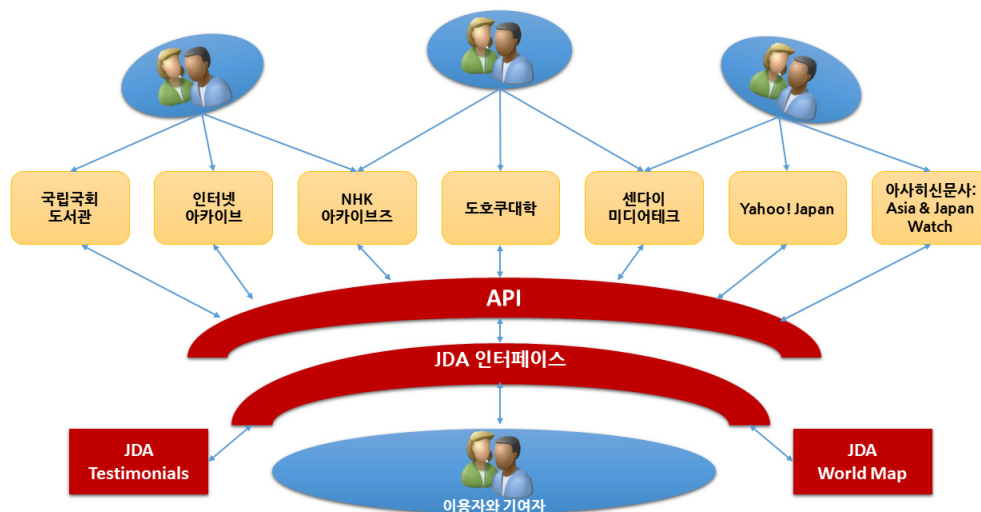 국립국회
도서관
인터넷
아카이브
NHK
아카이브즈
도호쿠대학
센다이
미디어테크
Yahoo! Japan
아사히신문사:
Asia & Japan
Watch
API
JDA 인터페이스
JDA
Testimonials
JDA
World Map
이용자와 기여자